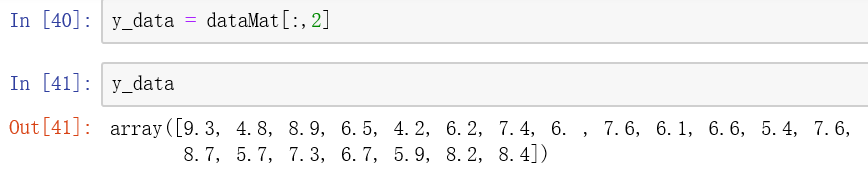 In [40]: y_data = dataMat[:,2]
In [41]: y_data
Out[41]: array([9.3, 4.8, 8.9, 6.5, 4.2, 6.2, 7.4, 6. , 7.6, 6.1, 6.6, 5.4, 7.6,
8.7, 5.7, 7.3, 6.7, 5.9, 8.2, 8.4])